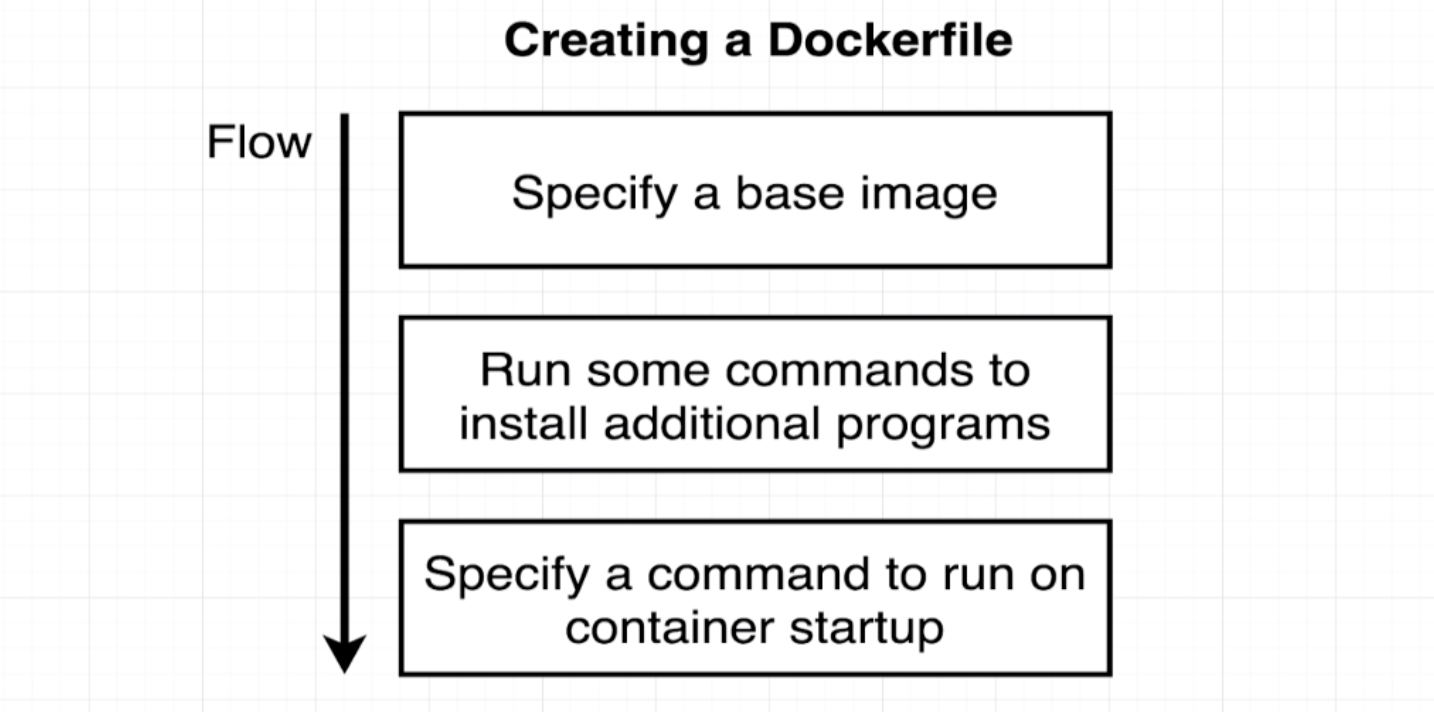 Creating a Dockerfile
Flow
Specify a base image
Run some commands to
install additional programs
Specify a command to run on
container startup